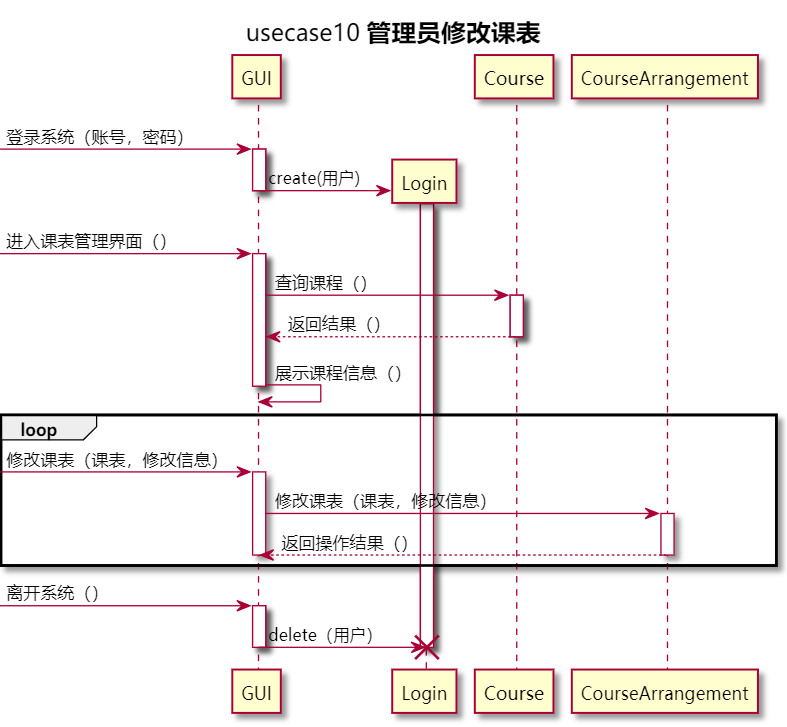 usecase10 管理员修改课表
GUI
Course
CourseArrangement
登录系统（账号，密码）
create(用户)
Login
进入课表管理界面（）
查询课程（）
返回结果（）
展示课程信息（）
loop
修改课表（课表，修改信息）
修改课表（课表，修改信息）
返回操作结果（）
离开系统（）
delete（用户）
GUI
Login
Course
CourseArrangement